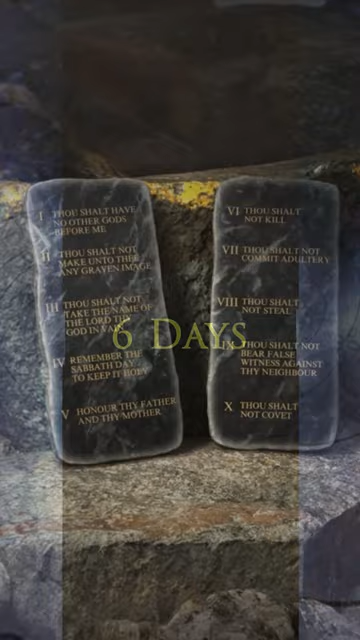 I THOU SHALT HAVE
NO OTHER GODS
BEFORE ME
II THOU SHALT NOT
MAKE UNTO THEE
ANY GRAVEN IMAGE
III THOU SHALT NOT
TAKE THE NAME OF
THE LORD THY
GOD IN VAIN
IV REMEMBER THE
SABBATH DAY
TO KEEP IT HOLY
V HONOUR THY FATHER
AND THY MOTHER
VI THOU SHALT
NOT KILL
VII THOU SHALT NOT
COMMIT ADULTERY
VIII THOU SHALT
NOT STEAL
IX THOU SHALT NOT
BEAR FALSE
WITNESS AGAINST
THY NEIGHBOUR
X THOU SHALT
NOT COVET
6 DAYS